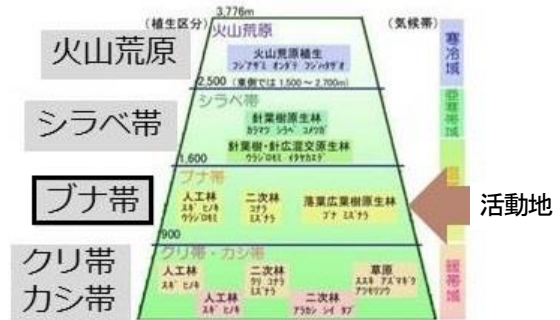 3,776m
(植生区分)
(気候帯)
火山荒原
火山荒原
火山荒原植生
フジアザミ オンタデ フジハタザオ
寒冷域
2,500 (東側では 1,500～2,700m)
シラベ帯
シラベ帯
針葉樹原生林
カラマツ シラベ コメツガ
針葉樹・針広混交原生林
ウラジロモミ イタヤカエデ
亜寒帯域
1,600
ブナ帯
ブナ帯
人工林
スギ ヒノキ
ウラジロモミ
二次林
コナラ
ミズナラ
落葉広葉樹原生林
ブナ ミズナラ
活動地
900
クリ帯
カシ帯
クリ帯・カシ帯
人工林
スギ ヒノキ
二次林
クリ コナラ
ミズナラ
草原
ススキ アズマギク
人工林
スギ ヒノキ
二次林
アラカシ シイ タブ
暖帯域